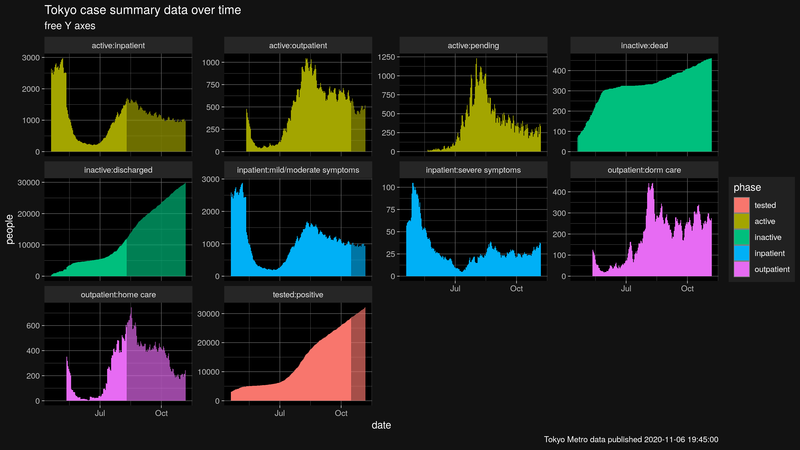 Tokyo case summary data over time
free Y axes
active:inpatient
active:outpatient
active:pending
inactive:dead
3000
2000
1000
0
1000
750
500
250
0
1250
1000
750
500
250
0
400
300
200
100
0
inactive:discharged
inpatient:mild/moderate symptoms
inpatient:severe symptoms
outpatient:dorm care
30000
20000
10000
0
3000
2000
1000
0
100
75
50
25
0
400
300
200
100
0
Jul
Oct
Jul
Oct
outpatient:home care
tested:positive
600
400
200
0
30000
20000
10000
0
Jul
Oct
Jul
Oct
people
date
phase
tested
active
inactive
inpatient
outpatient
Tokyo Metro data published 2020-11-06 19:45:00